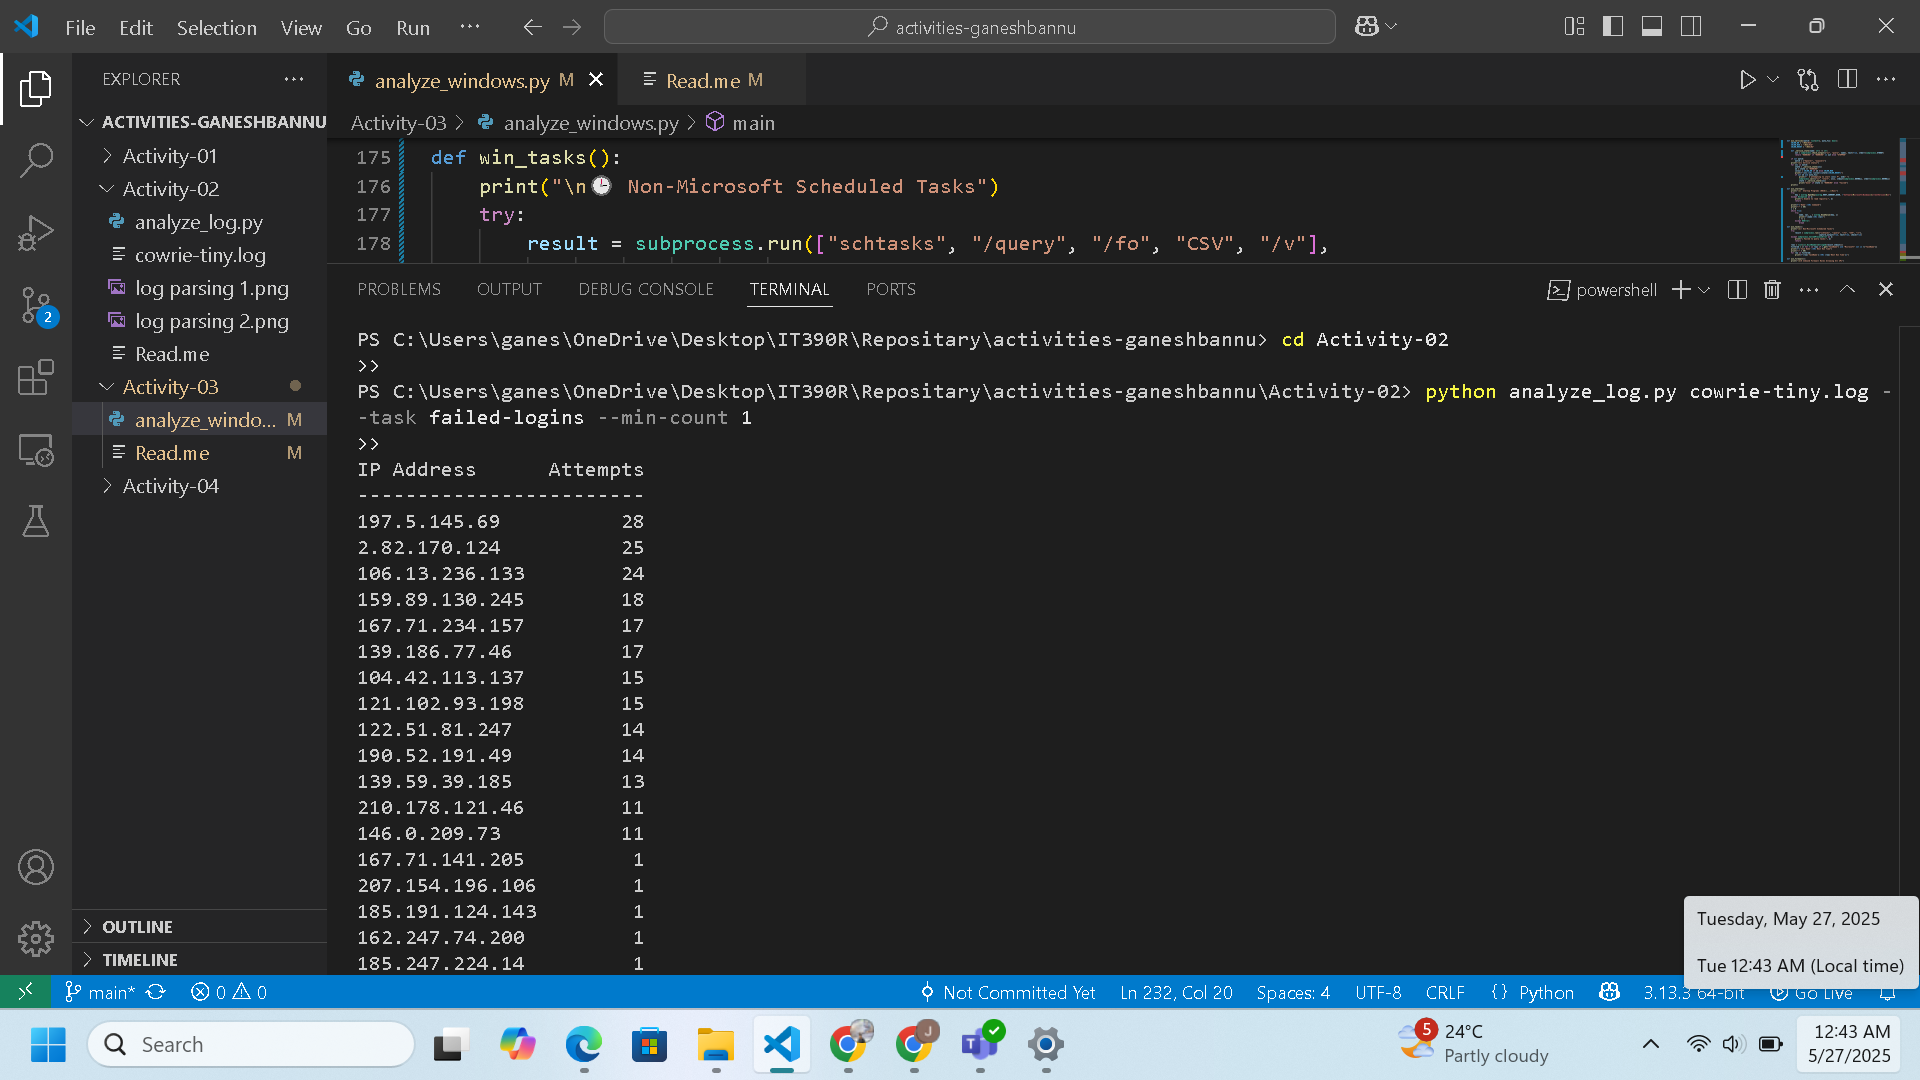 File Edit Selection View Go Run ···
activities-ganeshbannu
EXPLORER
ACTIVITIES-GANESHBANNU
Activity-01
Activity-02
analyze_log.py
cowrie-tiny.log
log parsing 1.png
log parsing 2.png
Read.me
Activity-03
analyze_windo... M
Read.me M
Activity-04
OUTLINE
TIMELINE
2
analyze_windows.py M
Read.me M
Activity-03 > analyze_windows.py > main
175 def win_tasks():
176 print("\n🕒 Non-Microsoft Scheduled Tasks")
177 try:
178 result = subprocess.run(["schtasks", "/query", "/fo", "CSV", "/v"],
PROBLEMS OUTPUT DEBUG CONSOLE TERMINAL PORTS
powershell
PS C:\Users\ganes\OneDrive\Desktop\IT390R\Repositary\activities-ganeshbannu> cd Activity-02
>>
PS C:\Users\ganes\OneDrive\Desktop\IT390R\Repositary\activities-ganeshbannu\Activity-02> python analyze_log.py cowrie-tiny.log -
-task failed-logins --min-count 1
>>
IP Address Attempts
------------------------
197.5.145.69 28
2.82.170.124 25
106.13.236.133 24
159.89.130.245 18
167.71.234.157 17
139.186.77.46 17
104.42.113.137 15
121.102.93.198 15
122.51.81.247 14
190.52.191.49 14
139.59.39.185 13
210.178.121.46 11
146.0.209.73 11
167.71.141.205 1
207.154.196.106 1
185.191.124.143 1
162.247.74.200 1
185.247.224.14 1
Tuesday, May 27, 2025
Tue 12:43 AM (Local time)
main* 0 0 Not Committed Yet Ln 232, Col 20 Spaces: 4 UTF-8 CRLF {} Python 3.13.3 64-bit Go Live
Search
J
T
5
24°C
Partly cloudy
12:43 AM
5/27/2025